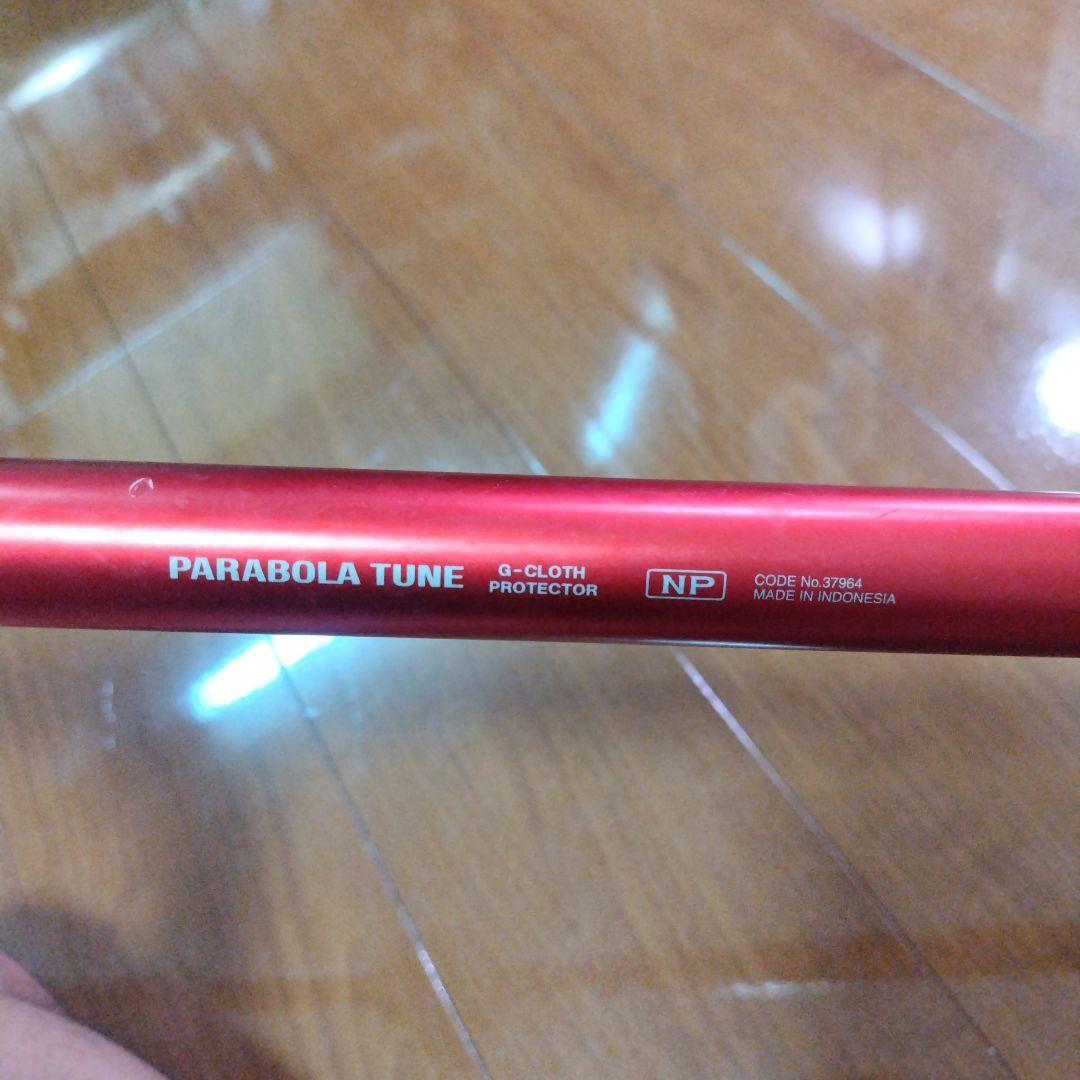 PARABOLA TUNE
G-CLOTH
PROTECTOR
NP
CODE No.37964
MADE IN INDONESIA